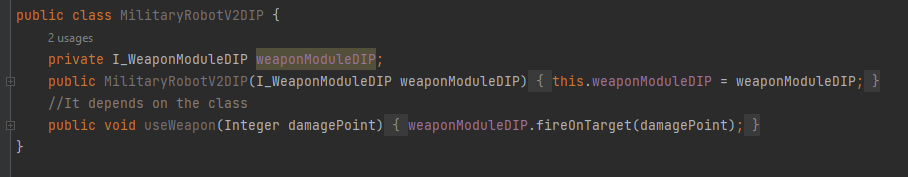 public class MilitaryRobotV2DIP {
2 usages
private I_WeaponModuleDIP weaponModuleDIP;
public MilitaryRobotV2DIP(I_WeaponModuleDIP weaponModuleDIP) { this.weaponModuleDIP = weaponModuleDIP; }
//It depends on the class
public void useWeapon(Integer damagePoint) { weaponModuleDIP.fireOnTarget(damagePoint); }
}